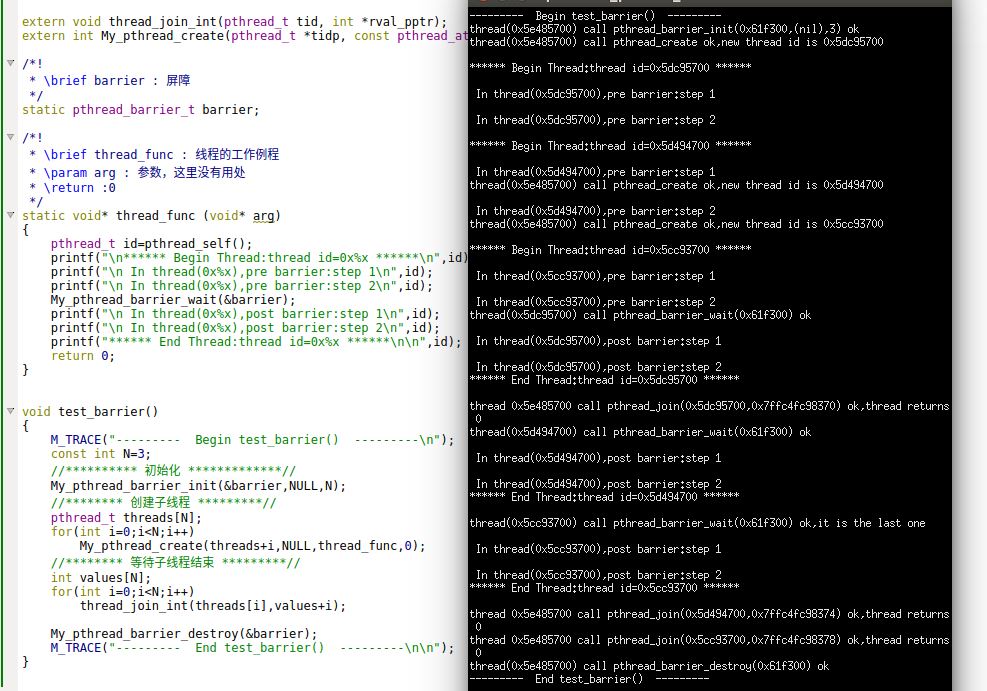 extern void thread_join_int(pthread_t tid, int *rval_pptr);
extern int My_pthread_create(pthread_t *tidp, const pthread_at
/*!
 * \brief barrier : 屏障
 */
static pthread_barrier_t barrier;
/*!
 * \brief thread_func : 线程的工作例程
 * \param arg : 参数，这里没有用处
 * \return :0
 */
static void* thread_func (void* arg)
{
    pthread_t id=pthread_self();
    printf("\n****** Begin Thread:thread id=0x%x ******\n",id)
    printf("\n In thread(0x%x),pre barrier:step 1\n",id);
    printf("\n In thread(0x%x),pre barrier:step 2\n",id);
    My_pthread_barrier_wait(&barrier);
    printf("\n In thread(0x%x),post barrier:step 1\n",id);
    printf("\n In thread(0x%x),post barrier:step 2\n",id);
    printf("****** End Thread:thread id=0x%x ******\n\n",id);
    return 0;
}
void test_barrier()
{
    M_TRACE("---------  Begin test_barrier()  ---------\n");
    const int N=3;
    //********** 初始化 *************//
    My_pthread_barrier_init(&barrier,NULL,N);
    //******** 创建子线程 *********//
    pthread_t threads[N];
    for(int i=0;i<N;i++)
        My_pthread_create(threads+i,NULL,thread_func,0);
    //******** 等待子线程结束 *********//
    int values[N];
    for(int i=0;i<N;i++)
        thread_join_int(threads[i],values+i);
    My_pthread_barrier_destroy(&barrier);
    M_TRACE("---------  End test_barrier()  ---------\n\n");
}
---------  Begin test_barrier()  ---------
thread(0x5e485700) call pthread_barrier_init(0x61f300,(nil),3) ok
thread(0x5e485700) call pthread_create ok,new thread id is 0x5dc95700
****** Begin Thread:thread id=0x5dc95700 ******
 In thread(0x5dc95700),pre barrier:step 1
 In thread(0x5dc95700),pre barrier:step 2
****** Begin Thread:thread id=0x5d494700 ******
 In thread(0x5d494700),pre barrier:step 1
thread(0x5e485700) call pthread_create ok,new thread id is 0x5d494700
 In thread(0x5d494700),pre barrier:step 2
thread(0x5e485700) call pthread_create ok,new thread id is 0x5cc93700
****** Begin Thread:thread id=0x5cc93700 ******
 In thread(0x5cc93700),pre barrier:step 1
 In thread(0x5cc93700),pre barrier:step 2
thread(0x5dc95700) call pthread_barrier_wait(0x61f300) ok
 In thread(0x5dc95700),post barrier:step 1
 In thread(0x5dc95700),post barrier:step 2
****** End Thread:thread id=0x5dc95700 ******
thread 0x5e485700 call pthread_join(0x5dc95700,0x7ffc4fc98370) ok,thread returns
 0
thread(0x5d494700) call pthread_barrier_wait(0x61f300) ok
 In thread(0x5d494700),post barrier:step 1
 In thread(0x5d494700),post barrier:step 2
****** End Thread:thread id=0x5d494700 ******
thread(0x5cc93700) call pthread_barrier_wait(0x61f300) ok,it is the last one
 In thread(0x5cc93700),post barrier:step 1
 In thread(0x5cc93700),post barrier:step 2
****** End Thread:thread id=0x5cc93700 ******
thread 0x5e485700 call pthread_join(0x5d494700,0x7ffc4fc98374) ok,thread returns
 0
thread 0x5e485700 call pthread_join(0x5cc93700,0x7ffc4fc98378) ok,thread returns
 0
thread(0x5e485700) call pthread_barrier_destroy(0x61f300) ok
---------  End test_barrier()  ---------